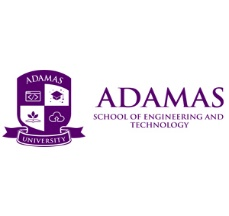 ADAMAS
UNIVERSITY
ADAMAS
SCHOOL OF ENGINEERING AND
TECHNOLOGY